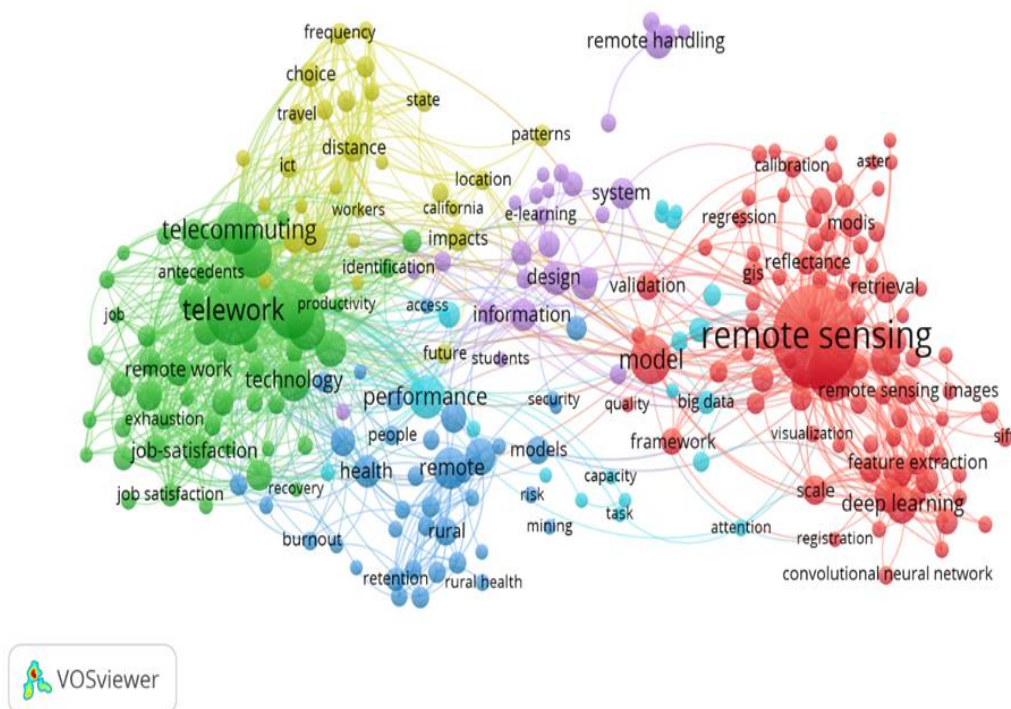 frequency
remote handling
choice
state
travel
patterns
distance
calibration
aster
ict
location
system
workers
california
e-learning
regression
modis
telecommuting
impacts
antecedents
identification
design
validation
gis
reflectance
retrieval
job
telework
productivity
access
information
remote sensing
future
students
model
remote work
technology
performance
security
quality
big data
remote sensing images
exhaustion
people
visualization
sif
job-satisfaction
health
remote
models
framework
feature extraction
job satisfaction
recovery
capacity
scale
deep learning
risk
task
burnout
rural
mining
attention
registration
retention
rural health
convolutional neural network
VOSviewer